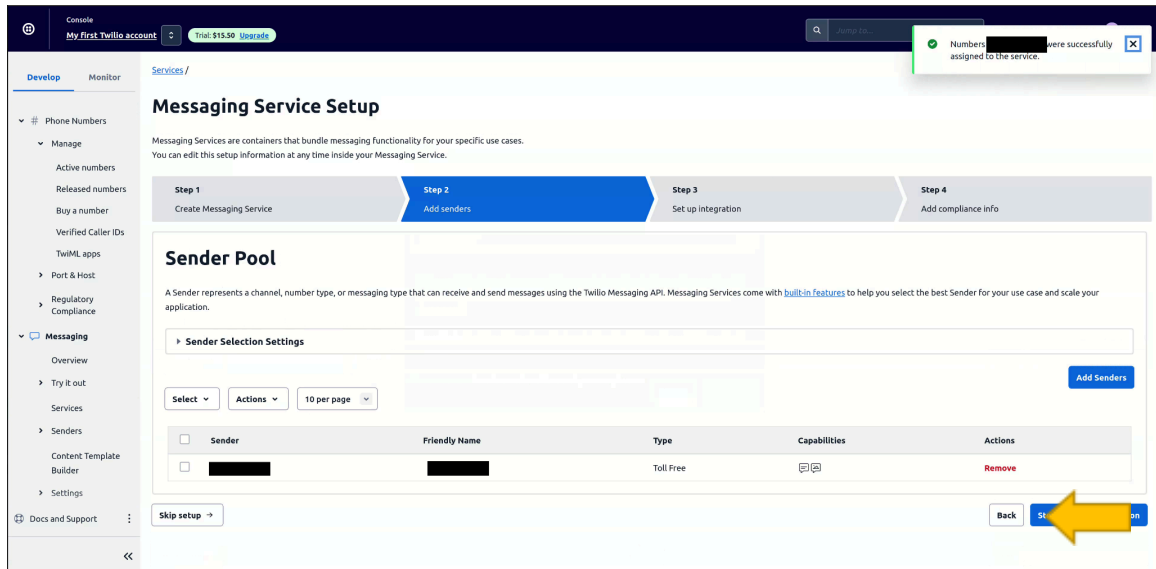 Console
My first Twilio account
Trial: $15.50 Upgrade
Jump to...
Numbers were successfully
assigned to the service.
Develop Monitor
# Phone Numbers
Manage
Active numbers
Released numbers
Buy a number
Verified Caller IDs
TwiML apps
Port & Host
Regulatory
Compliance
Messaging
Overview
Try it out
Services
Senders
Content Template
Builder
Settings
Docs and Support
Services /
Messaging Service Setup
Messaging Services are containers that bundle messaging functionality for your specific use cases.
You can edit this setup information at any time inside your Messaging Service.
Step 1
Create Messaging Service
Step 2
Add senders
Step 3
Set up integration
Step 4
Add compliance info
Sender Pool
A Sender represents a channel, number type, or messaging type that can receive and send messages using the Twilio Messaging API. Messaging Services come with built-in features to help you select the best Sender for your use case and scale your
application.
Sender Selection Settings
Add Senders
Select Actions 10 per page
Sender Friendly Name Type Capabilities Actions
Toll Free Remove
Skip setup → Back